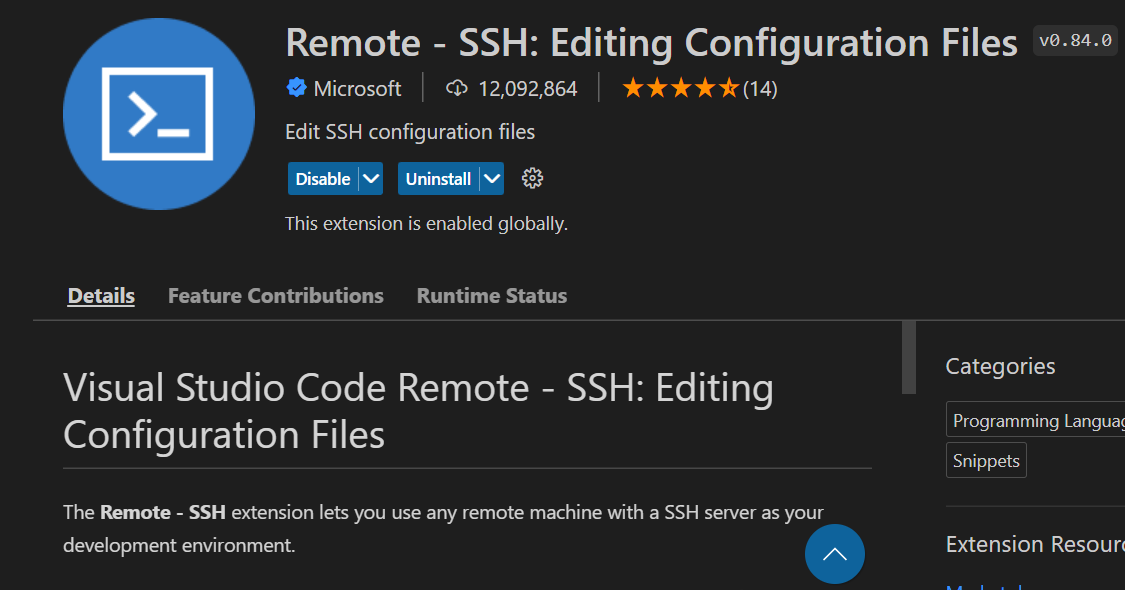 Remote - SSH: Editing Configuration Files v0.84.0
Microsoft 12,092,864 (14)
Edit SSH configuration files
Disable Uninstall
This extension is enabled globally.
Details Feature Contributions Runtime Status
Visual Studio Code Remote - SSH: Editing
Configuration Files
The Remote - SSH extension lets you use any remote machine with a SSH server as your
development environment.
Categories
Programming Languag
Snippets
Extension Resour